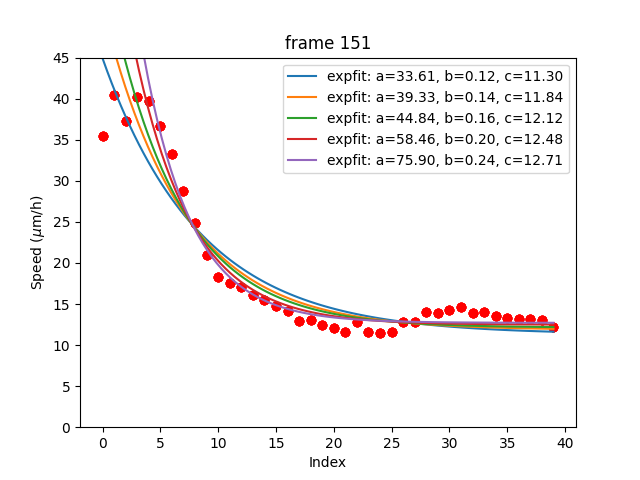 frame 151
45
40
35
30
25
20
15
10
5
0
Speed (μm/h)
expfit: a=33.61, b=0.12, c=11.30
expfit: a=39.33, b=0.14, c=11.84
expfit: a=44.84, b=0.16, c=12.12
expfit: a=58.46, b=0.20, c=12.48
expfit: a=75.90, b=0.24, c=12.71
0 5 10 15 20 25 30 35 40
Index